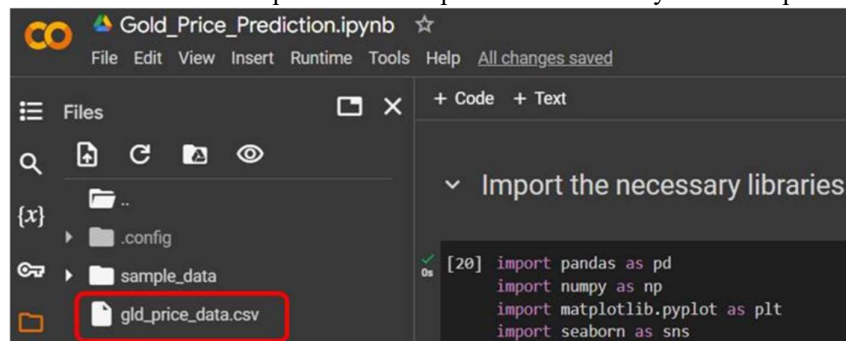 Gold_Price_Prediction.ipynb
File Edit View Insert Runtime Tools Help All changes saved
Files
+ Code + Text
..
{x}
.config
sample_data
gld_price_data.csv
Import the necessary libraries
[20] import pandas as pd
0s
import numpy as np
import matplotlib.pyplot as plt
import seaborn as sns